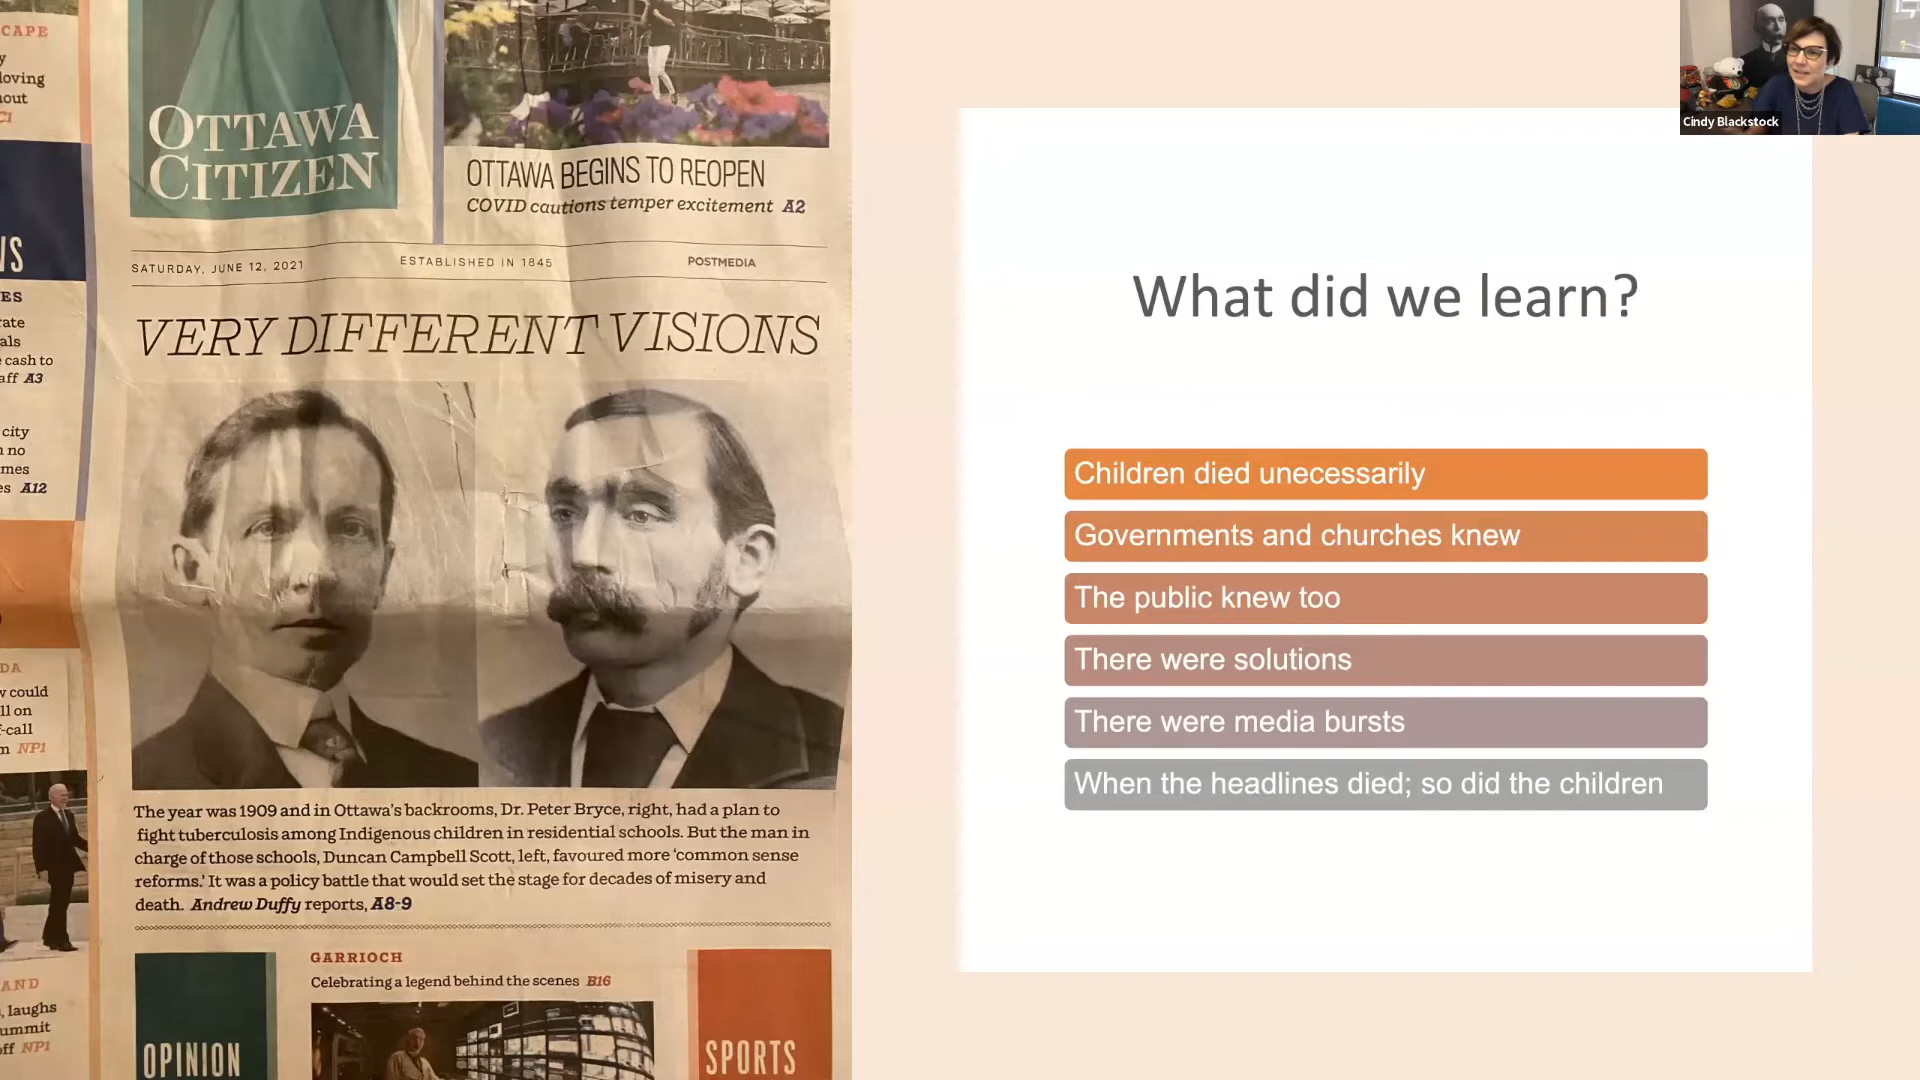 CAPE
loving
C1
ES
cash to
A3
city
no
es A12
DA
could
ll on
-call
NP1
AND
, laughs
ummit
off NP1
OTTAWA
CITIZEN
OTTAWA BEGINS TO REOPEN
COVID cautions temper excitement A2
SATURDAY, JUNE 12, 2021
ESTABLISHED IN 1845
POSTMEDIA
VERY DIFFERENT VISIONS
The year was 1909 and in Ottawa's backrooms, Dr. Peter Bryce, right, had a plan to
fight tuberculosis among Indigenous children in residential schools. But the man in
charge of those schools, Duncan Campbell Scott, left, favoured more 'common sense
reforms.' It was a policy battle that would set the stage for decades of misery and
death. Andrew Duffy reports, A8-9
OPINION
GARRIOCH
Celebrating a legend behind the scenes B16
SPORTS
What did we learn?
Children died unecessarily
Governments and churches knew
The public knew too
There were solutions
There were media bursts
When the headlines died; so did the children
Cindy Blackstock